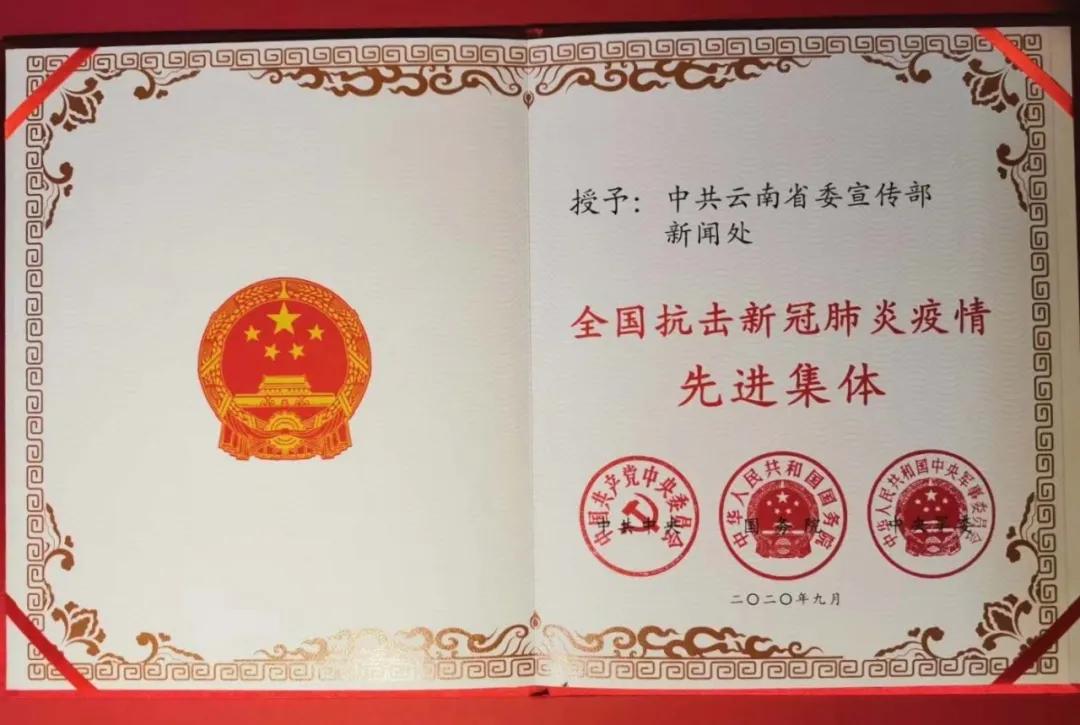 授予：中共云南省委宣传部
新闻处
全国抗击新冠肺炎疫情
先进集体
中国共产党中央委员会
中共中央
中华人民共和国国务院
国务院
中华人民共和国中央军事委员会
中央军委
二〇二〇年九月